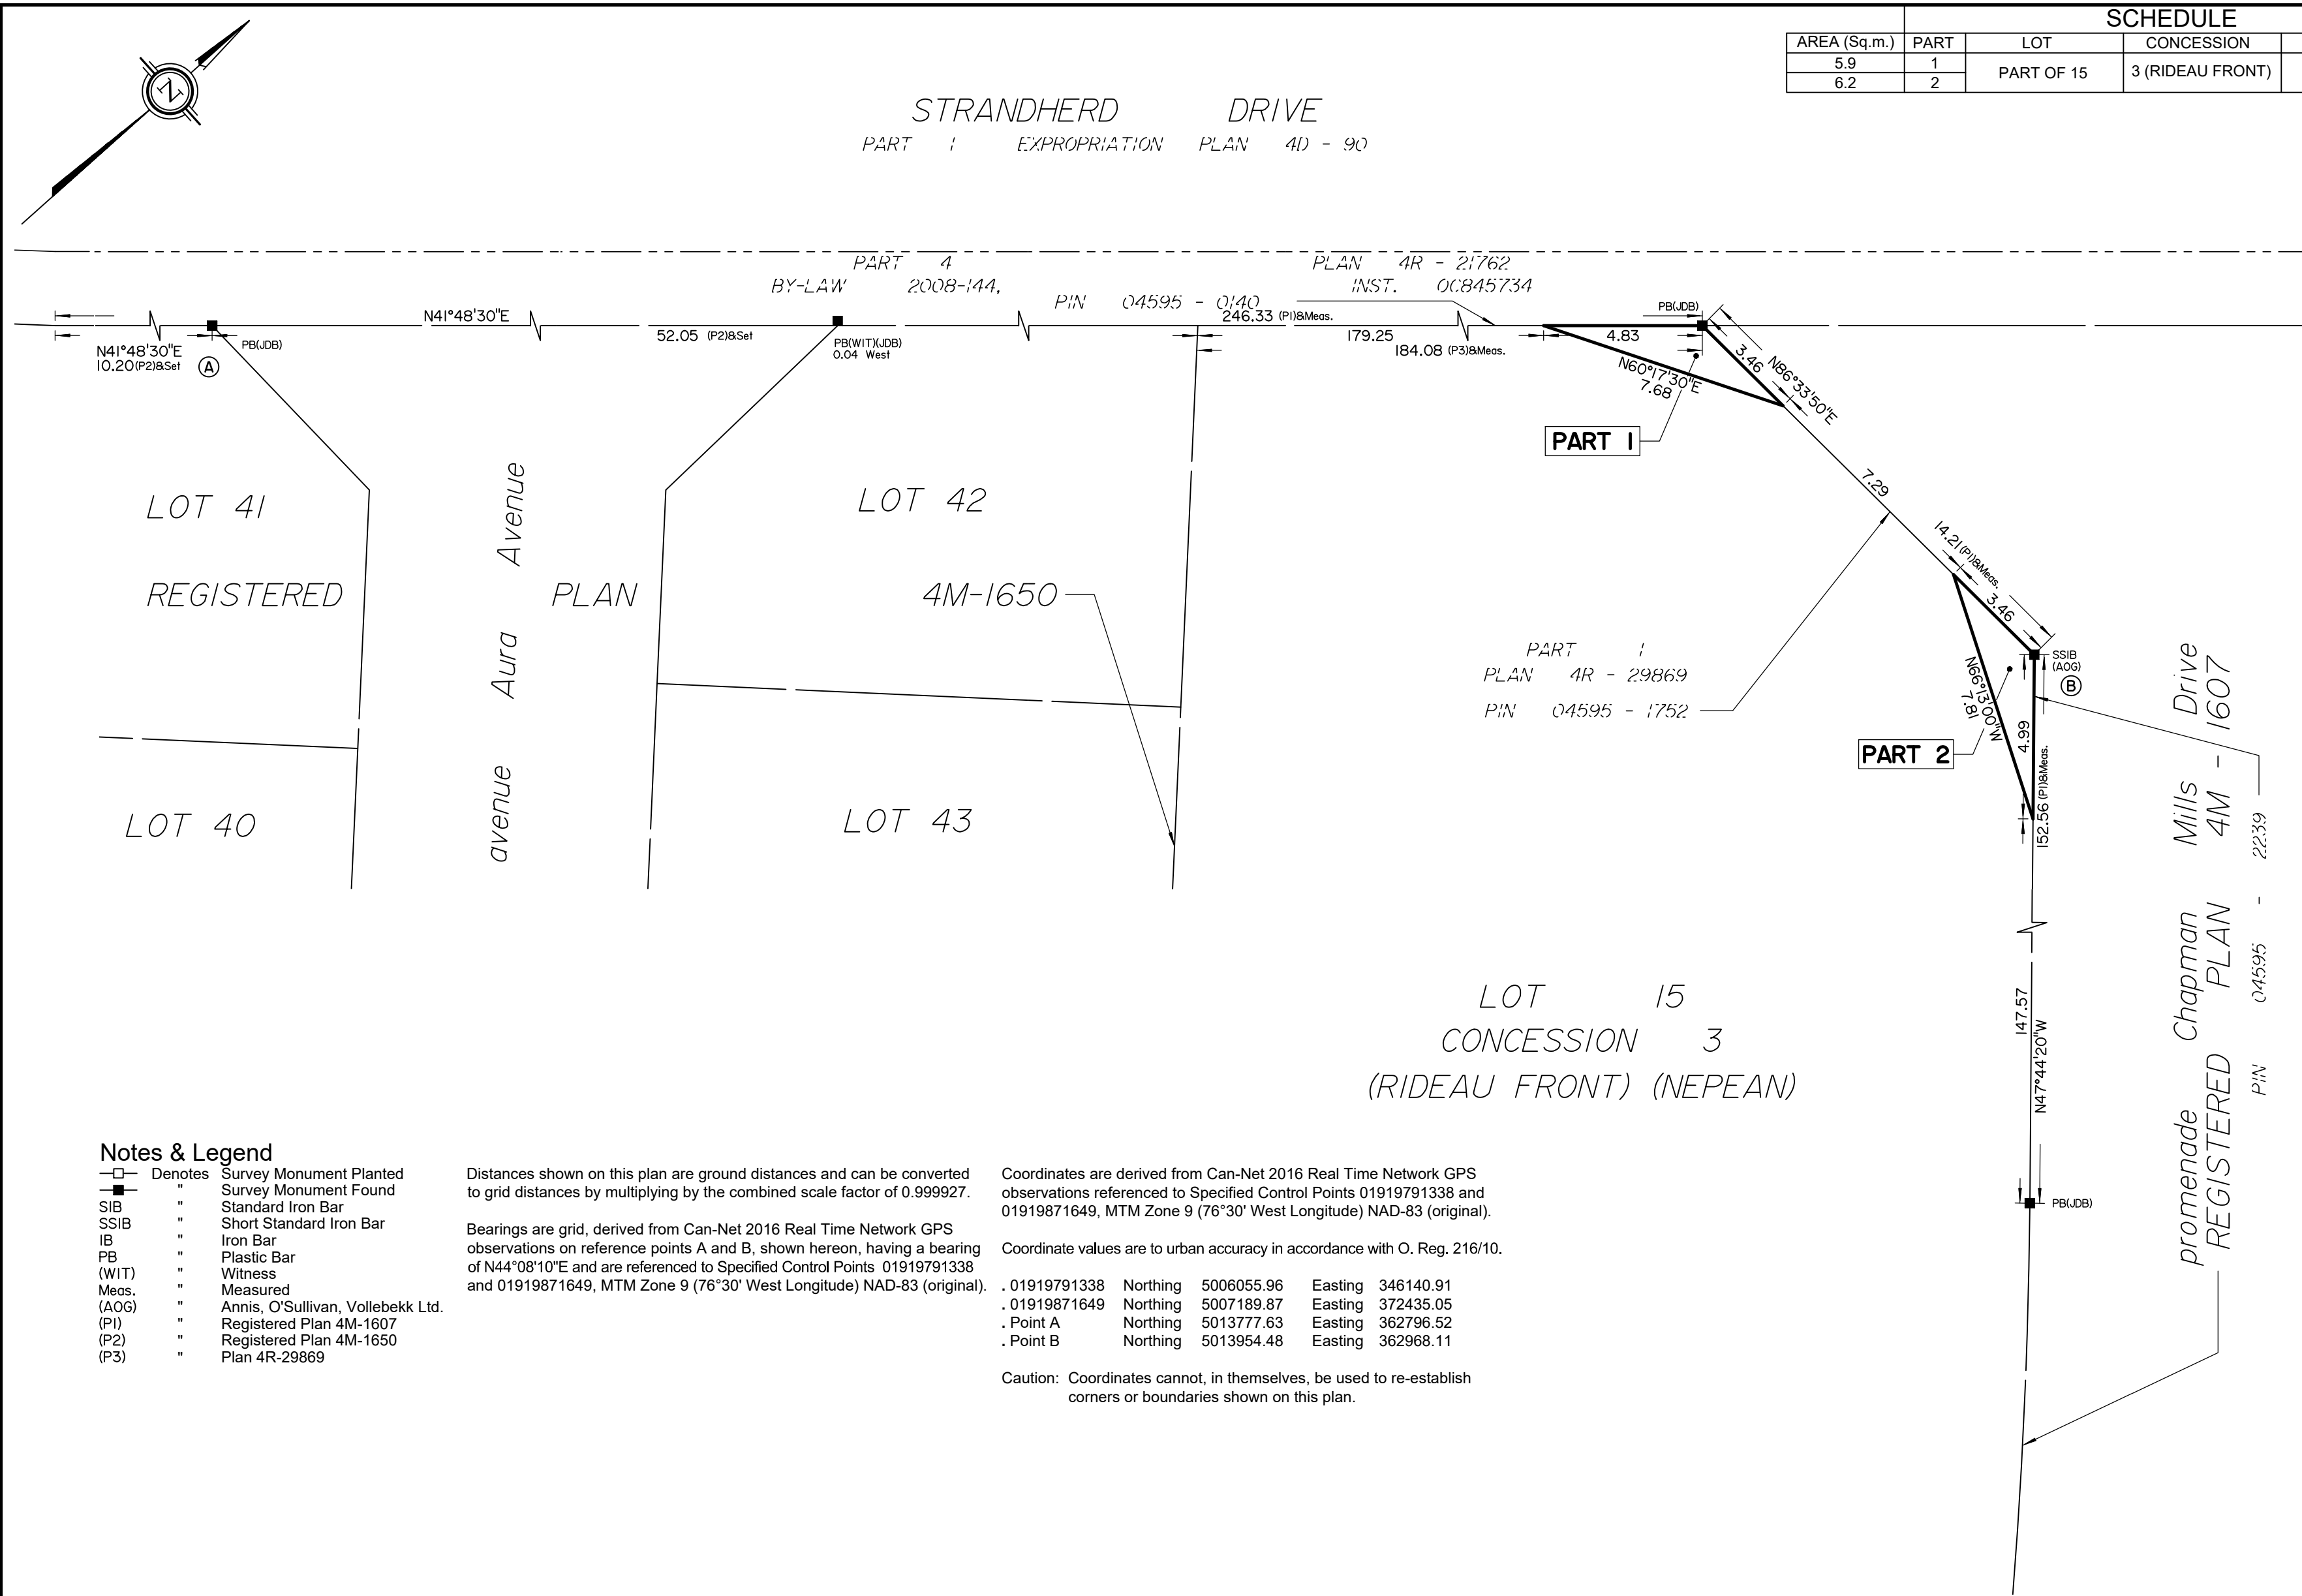 SCHEDULE
AREA (Sq.m.) PART LOT CONCESSION
5.9 1 PART OF 15 3 (RIDEAU FRONT)
6.2 2
N
STRANDHERD DRIVE
PART 1 EXPROPRIATION PLAN 4D - 90
PART 4 PLAN 4R - 21762
BY-LAW 2008-144, INST. OC845734
PIN 04595 - 0140
N41°48'30"E
246.33 (P1)&Meas.
PB(JDB)
N41°48'30"E
10.20(P2)&Set
A
PB(JDB)
52.05 (P2)&Set
PB(WIT)(JDB)
0.04 West
179.25
184.08 (P3)&Meas.
4.83
3.46
N86°33'50"E
N60°17'30"E
7.68
PART 1
7.29
14.21(P1)&Meas.
3.46
SSIB
(AOG)
B
N66°13'00"W
7.81
4.99
152.56 (P1)&Meas.
PART 2
LOT 41
LOT 42
REGISTERED PLAN 4M-1650
avenue Aura Avenue
LOT 40
LOT 43
PART 1
PLAN 4R - 29869
PIN 04595 - 1752
LOT 15
CONCESSION 3
(RIDEAU FRONT) (NEPEAN)
147.57
N47°44'20"W
PB(JDB)
promenade Chapman Mills Drive
REGISTERED PLAN 4M - 1607
PIN 04595 - 2239
Notes & Legend
Denotes Survey Monument Planted
" Survey Monument Found
SIB " Standard Iron Bar
SSIB " Short Standard Iron Bar
IB " Iron Bar
PB " Plastic Bar
(WIT) " Witness
Meas. " Measured
(AOG) " Annis, O'Sullivan, Vollebekk Ltd.
(P1) " Registered Plan 4M-1607
(P2) " Registered Plan 4M-1650
(P3) " Plan 4R-29869
Distances shown on this plan are ground distances and can be converted
to grid distances by multiplying by the combined scale factor of 0.999927.
Bearings are grid, derived from Can-Net 2016 Real Time Network GPS
observations on reference points A and B, shown hereon, having a bearing
of N44°08'10"E and are referenced to Specified Control Points 01919791338
and 01919871649, MTM Zone 9 (76°30' West Longitude) NAD-83 (original).
Coordinates are derived from Can-Net 2016 Real Time Network GPS
observations referenced to Specified Control Points 01919791338 and
01919871649, MTM Zone 9 (76°30' West Longitude) NAD-83 (original).
Coordinate values are to urban accuracy in accordance with O. Reg. 216/10.
. 01919791338 Northing 5006055.96 Easting 346140.91
. 01919871649 Northing 5007189.87 Easting 372435.05
. Point A Northing 5013777.63 Easting 362796.52
. Point B Northing 5013954.48 Easting 362968.11
Caution: Coordinates cannot, in themselves, be used to re-establish
corners or boundaries shown on this plan.